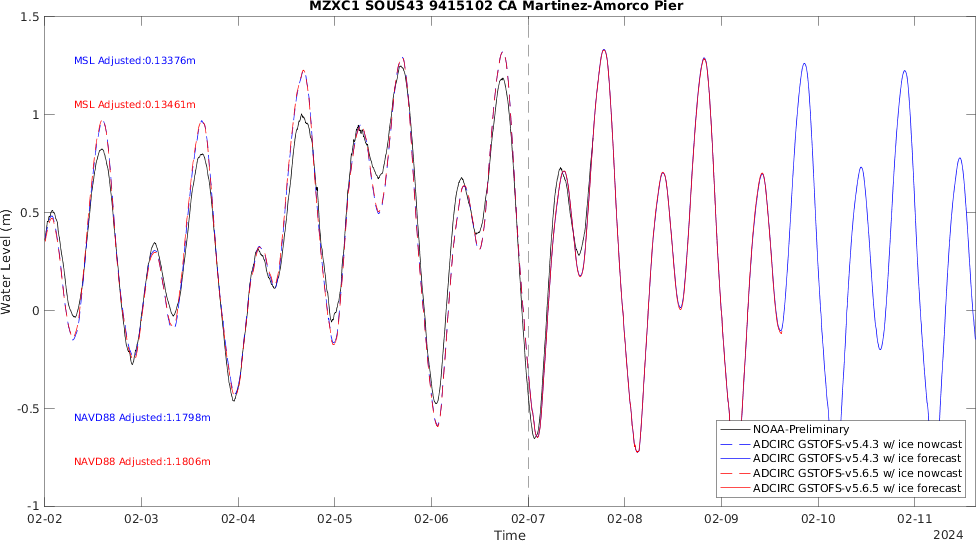 MZXC1 SOUS43 9415102 CA Martinez-Amorco Pier
1.5
1
0.5
0
-0.5
-1
Water Level (m)
MSL Adjusted:0.13376m
MSL Adjusted:0.13461m
NAVD88 Adjusted:1.1798m
NAVD88 Adjusted:1.1806m
NOAA-Preliminary
ADCIRC GSTOFS-v5.4.3 w/ ice nowcast
ADCIRC GSTOFS-v5.4.3 w/ ice forecast
ADCIRC GSTOFS-v5.6.5 w/ ice nowcast
ADCIRC GSTOFS-v5.6.5 w/ ice forecast
02-02 02-03 02-04 02-05 02-06 02-07 02-08 02-09 02-10 02-11
Time
2024